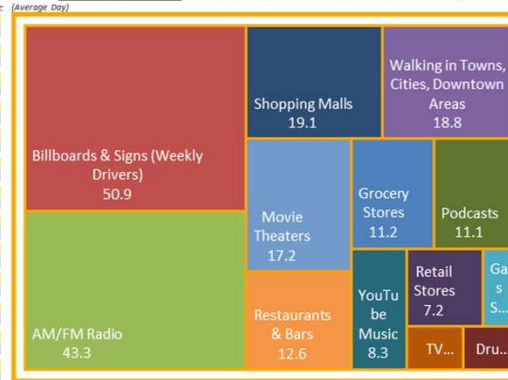 (Average Day)
Billboards & Signs (Weekly
Drivers)
50.9
AM/FM Radio
43.3
Shopping Malls
19.1
Walking in Towns,
Cities, Downtown
Areas
18.8
Movie
Theaters
17.2
Grocery
Stores
11.2
Podcasts
11.1
Restaurants
& Bars
12.6
YouTu
be
Music
8.3
Retail
Stores
7.2
Ga
s
S...
TV...
Dru...